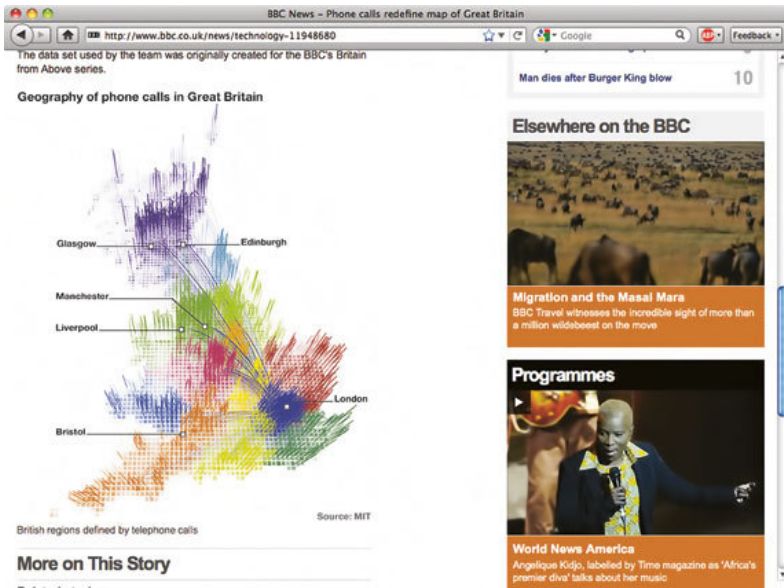 BBC News – Phone calls redefine map of Great Britain
http://www.bbc.co.uk/news/technology-11948680
Google
ABP
Feedback
The data set used by the team was originally created for the BBC's Britain
from Above series.
Geography of phone calls in Great Britain
Glasgow
Edinburgh
Manchester
Liverpool
London
Bristol
Source: MIT
British regions defined by telephone calls
More on This Story
Man dies after Burger King blow
10
Elsewhere on the BBC
Migration and the Masai Mara
BBC Travel witnesses the incredible sight of more than
a million wildebeest on the move
Programmes
World News America
Angelique Kidjo, labelled by Time magazine as 'Africa's
premier diva' talks about her music